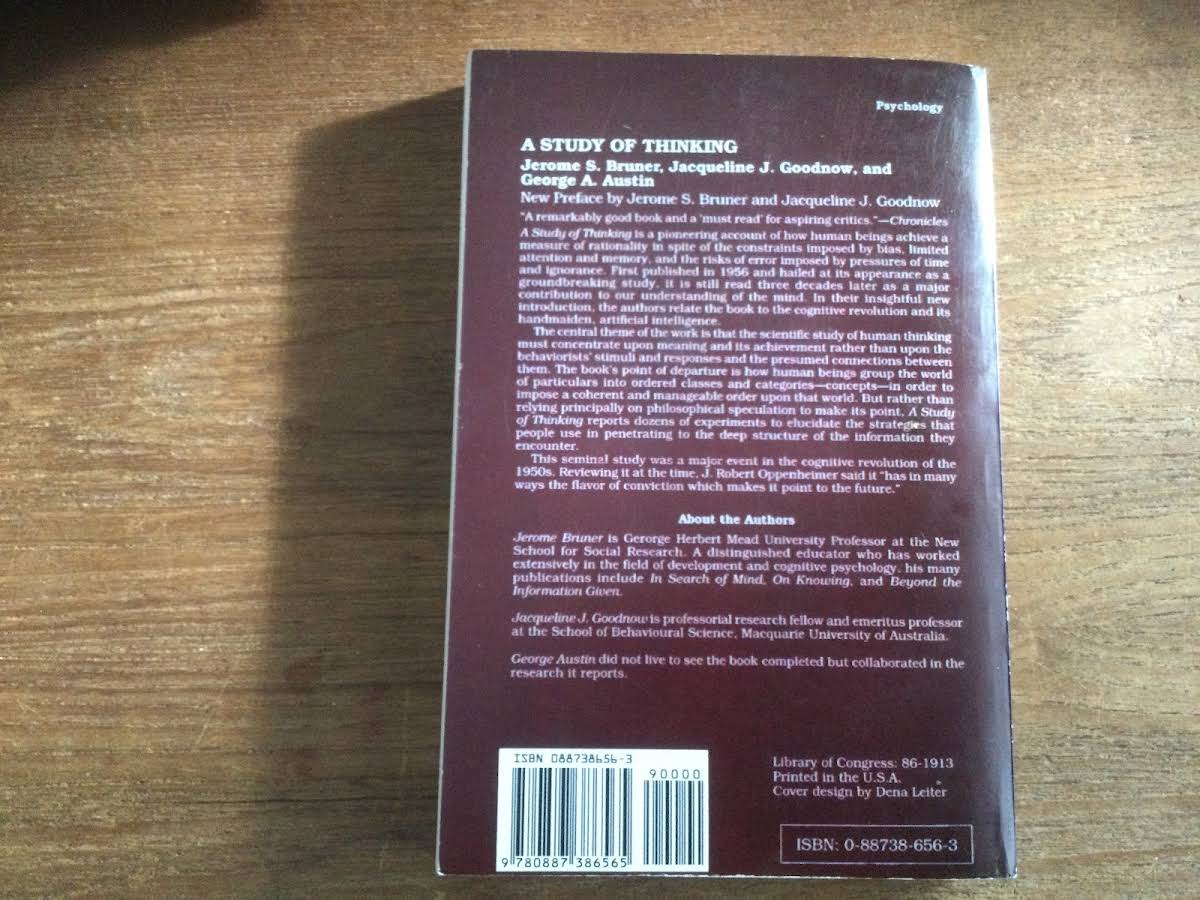 Psychology
A STUDY OF THINKING
Jerome S. Bruner, Jacqueline J. Goodnow, and
George A. Austin
New Preface by Jerome S. Bruner and Jacqueline J. Goodnow
"A remarkably good book and a 'must read' for aspiring critics."—Chronicles
A Study of Thinking is a pioneering account of how human beings achieve a
measure of rationality in spite of the constraints imposed by bias, limited
attention and memory, and the risks of error imposed by pressures of time
and ignorance. First published in 1956 and hailed at its appearance as a
groundbreaking study, it is still read three decades later as a major
contribution to our understanding of the mind. In their insightful new
introduction, the authors relate the book to the cognitive revolution and its
handmaiden, artificial intelligence.
The central theme of the work is that the scientific study of human thinking
must concentrate upon meaning and its achievement rather than upon the
behaviorists' stimuli and responses and the presumed connections between
them. The book's point of departure is how human beings group the world
of particulars into ordered classes and categories—concepts—in order to
impose a coherent and manageable order upon that world. But rather than
relying principally on philosophical speculation to make its point, A Study
of Thinking reports dozens of experiments to elucidate the strategies that
people use in penetrating to the deep structure of the information they
encounter.
This seminal study was a major event in the cognitive revolution of the
1950s. Reviewing it at the time, J. Robert Oppenheimer said it "has in many
ways the flavor of conviction which makes it point to the future."
About the Authors
Jerome Bruner is Gerorge Herbert Mead University Professor at the New
School for Social Research. A distinguished educator who has worked
extensively in the field of development and cognitive psychology, his many
publications include In Search of Mind, On Knowing, and Beyond the
Information Given.
Jacqueline J. Goodnow is professorial research fellow and emeritus professor
at the School of Behavioural Science, Macquarie University of Australia.
George Austin did not live to see the book completed but collaborated in the
research it reports.
ISBN 088738656-3
90000
9 780887 386565
Library of Congress: 86-1913
Printed in the U.S.A.
Cover design by Dena Leiter
ISBN: 0-88738-656-3